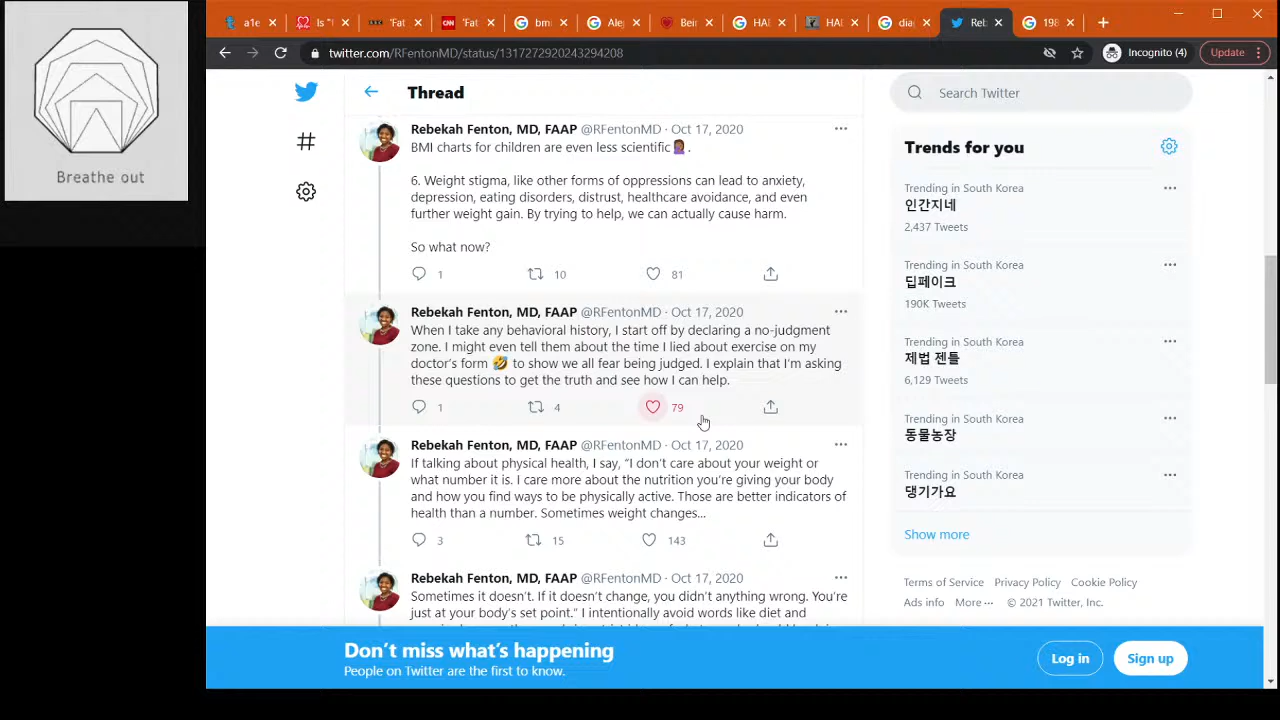 Breathe out
a1e
Is "
'Fat
CNN 'Fat
bm
Ale
Beir
HAI
HAI
dia
Reb
198
twitter.com/RFentonMD/status/1317272920243294208
Incognito (4)
Update
Thread
Search Twitter
Rebekah Fenton, MD, FAAP @RFentonMD · Oct 17, 2020
BMI charts for children are even less scientific🤦🏾‍♀️.
6. Weight stigma, like other forms of oppressions can lead to anxiety,
depression, eating disorders, distrust, healthcare avoidance, and even
further weight gain. By trying to help, we can actually cause harm.
So what now?
1 10 81
Rebekah Fenton, MD, FAAP @RFentonMD · Oct 17, 2020
When I take any behavioral history, I start off by declaring a no-judgment
zone. I might even tell them about the time I lied about exercise on my
doctor's form 🤣 to show we all fear being judged. I explain that I'm asking
these questions to get the truth and see how I can help.
1 4 79
Rebekah Fenton, MD, FAAP @RFentonMD · Oct 17, 2020
If talking about physical health, I say, "I don't care about your weight or
what number it is. I care more about the nutrition you're giving your body
and how you find ways to be physically active. Those are better indicators of
health than a number. Sometimes weight changes...
3 15 143
Rebekah Fenton, MD, FAAP @RFentonMD · Oct 17, 2020
Sometimes it doesn't. If it doesn't change, you didn't anything wrong. You're
just at your body's set point." I intentionally avoid words like diet and
Trends for you
Trending in South Korea
인간지네
2,437 Tweets
Trending in South Korea
딥페이크
190K Tweets
Trending in South Korea
제법 젠틀
6,129 Tweets
Trending in South Korea
동물농장
Trending in South Korea
댕기가요
Show more
Terms of Service Privacy Policy Cookie Policy
Ads info More ··· © 2021 Twitter, Inc.
Don't miss what's happening
People on Twitter are the first to know.
Log in
Sign up